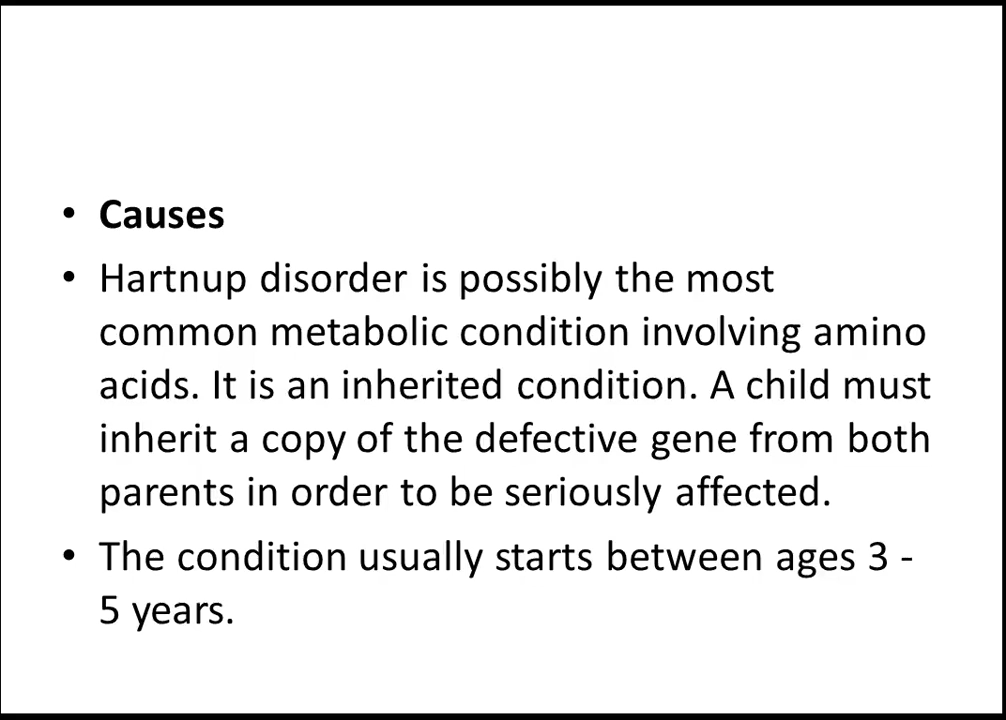 • Causes
• Hartnup disorder is possibly the most
common metabolic condition involving amino
acids. It is an inherited condition. A child must
inherit a copy of the defective gene from both
parents in order to be seriously affected.
• The condition usually starts between ages 3 -
5 years.